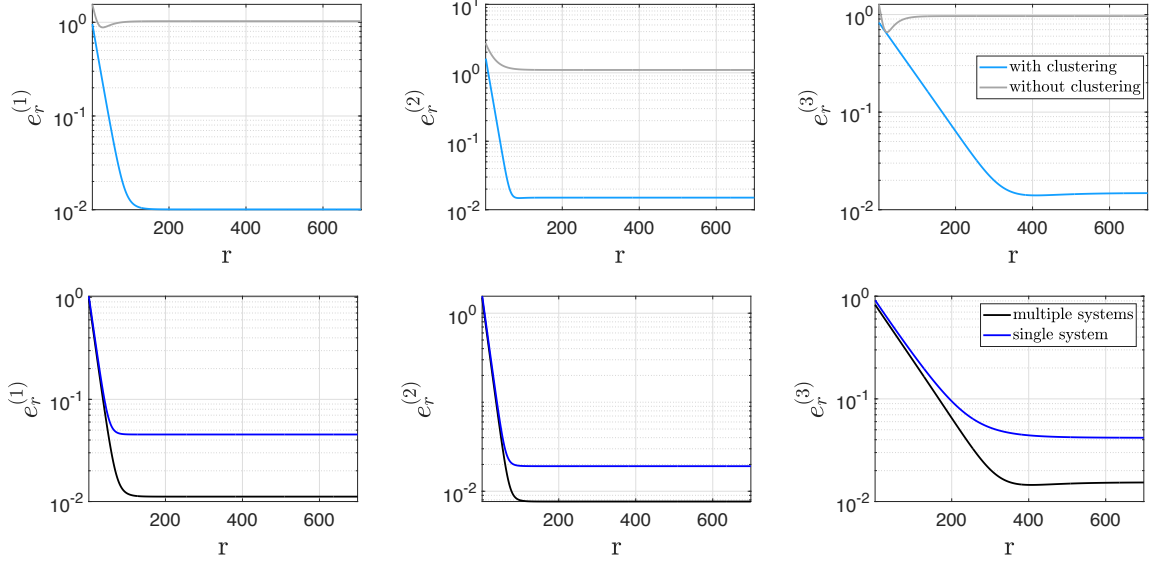 10^0
10^{-1}
10^{-2}
200 400 600
r
e_r^{(1)}
10^1
10^0
10^{-1}
10^{-2}
200 400 600
r
e_r^{(2)}
10^0
10^{-1}
10^{-2}
200 400 600
r
e_r^{(3)}
with clustering
without clustering
10^0
10^{-1}
10^{-2}
200 400 600
r
e_r^{(1)}
10^0
10^{-2}
200 400 600
r
e_r^{(2)}
10^0
10^{-1}
10^{-2}
200 400 600
r
e_r^{(3)}
multiple systems
single system